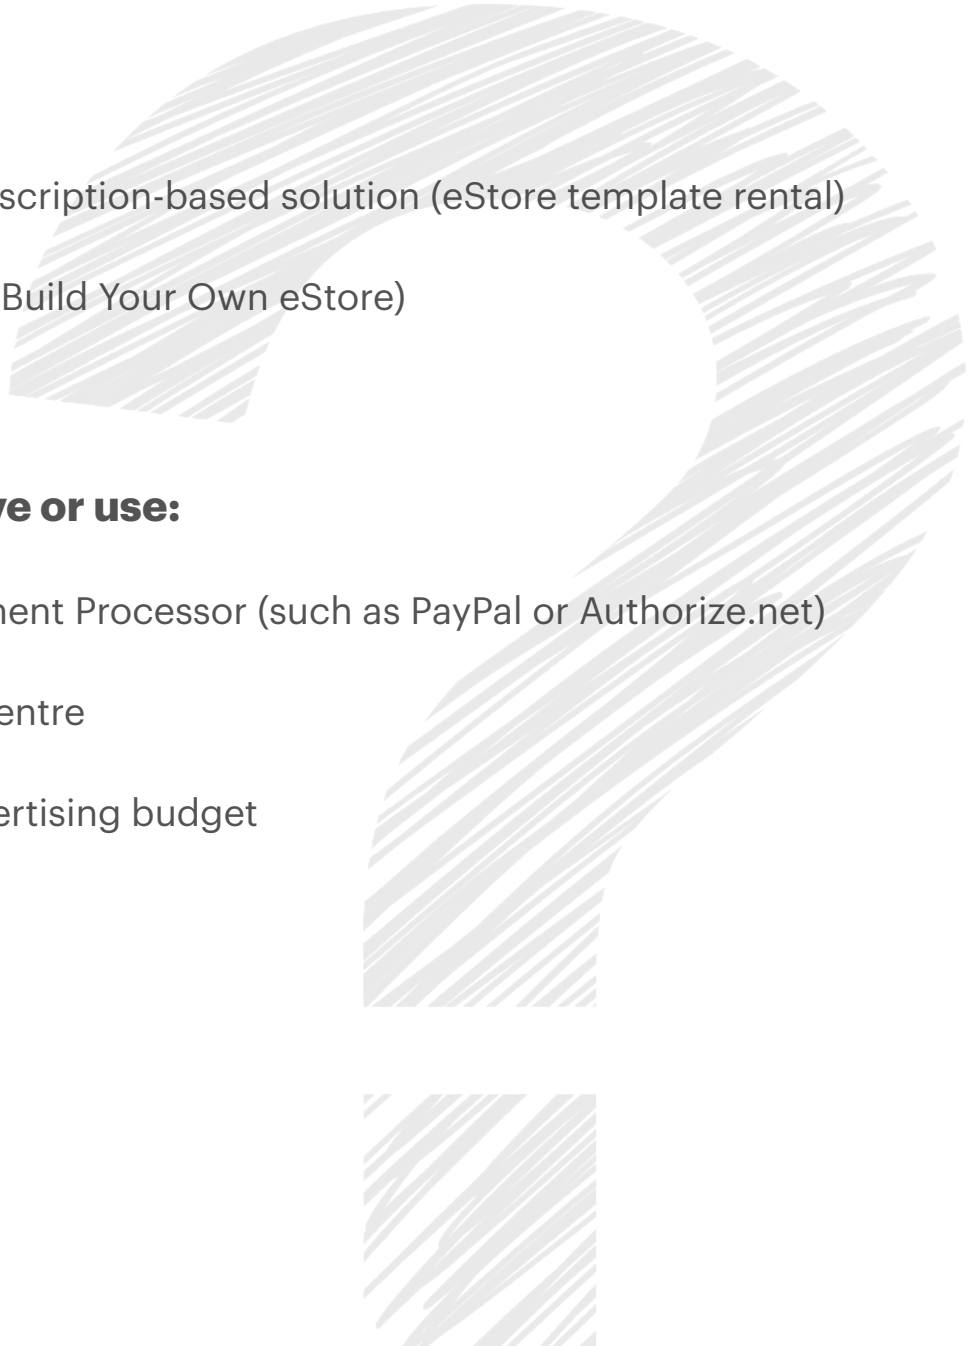 scription-based solution (eStore template rental)
Build Your Own eStore)
ve or use:
ment Processor (such as PayPal or Authorize.net)
entre
ertising budget